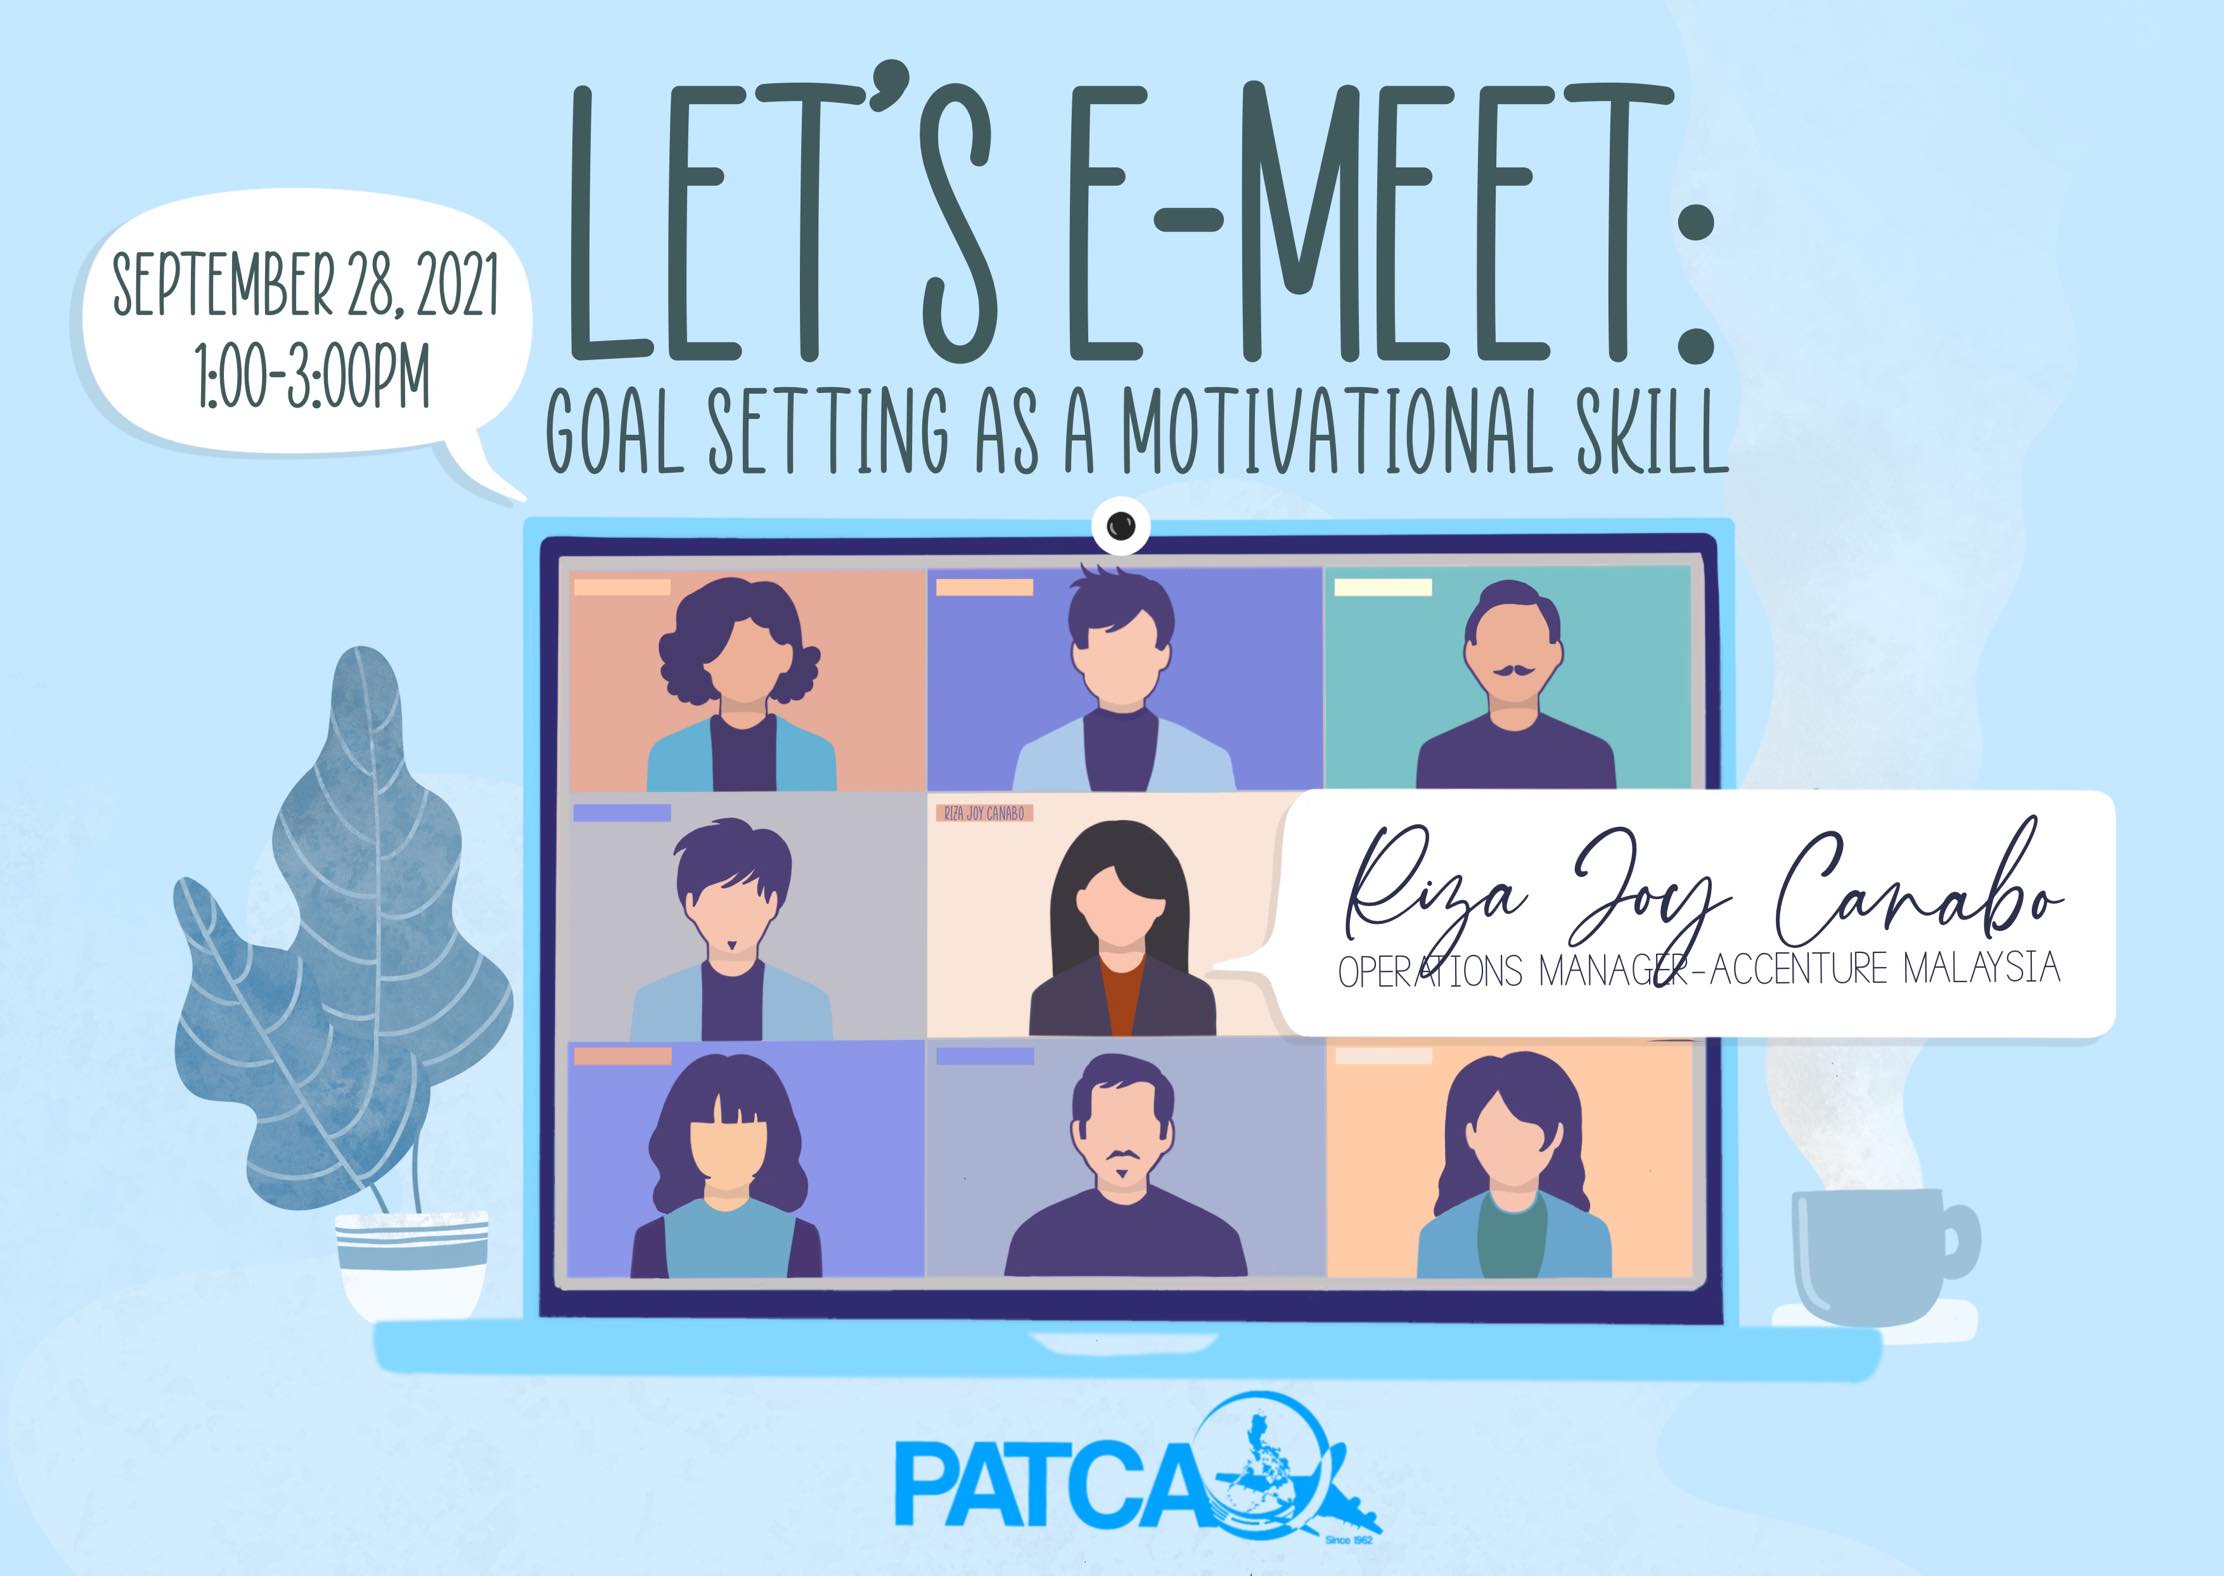 LET'S E-MEET:
GOAL SETTING AS A MOTIVATIONAL SKILL
SEPTEMBER 28, 2021
1:00-3:00PM
RIZA JOY CANABO
Riza Joy Canabo
OPERATIONS MANAGER-ACCENTURE MALAYSIA
PATCA
Since 1962